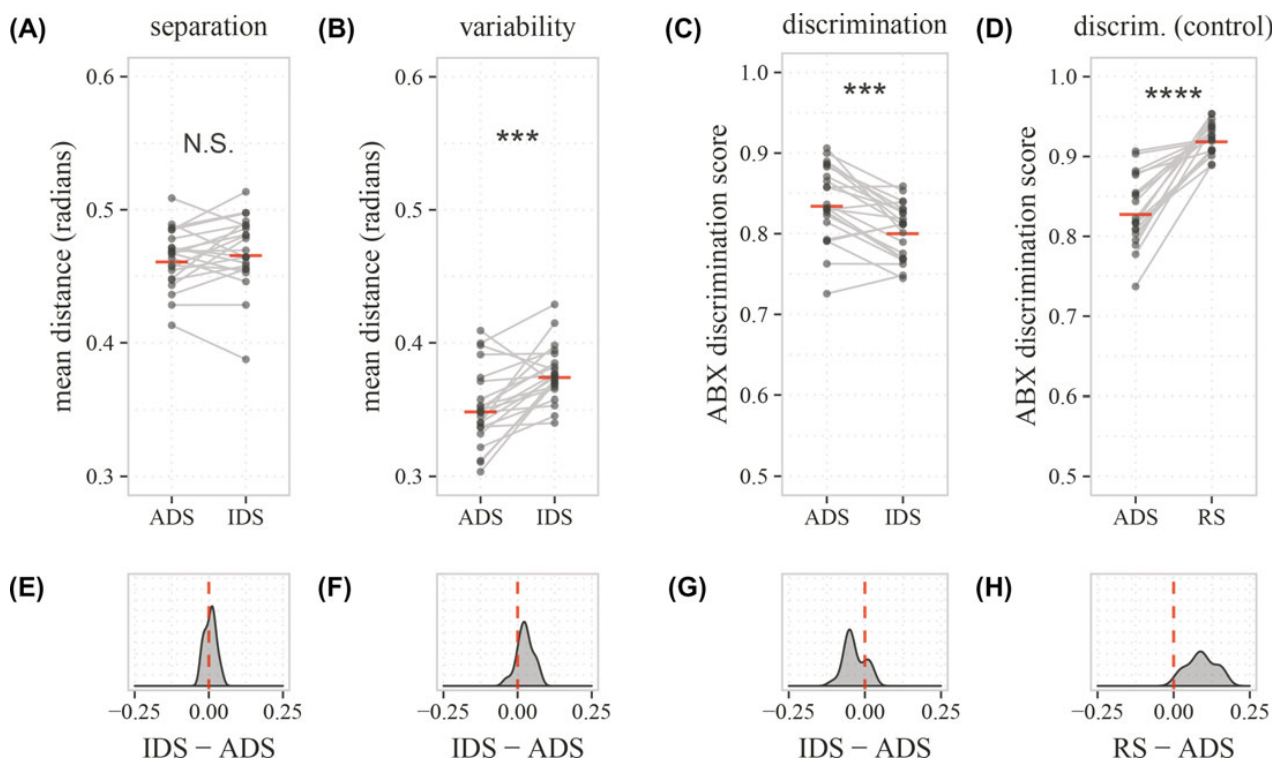 (A) separation
mean distance (radians)
0.6
0.5
0.4
0.3
N.S.
ADS IDS
(B) variability
mean distance (radians)
0.6
0.5
0.4
0.3
***
ADS IDS
(C) discrimination
ABX discrimination score
1.0
0.9
0.8
0.7
0.6
0.5
***
ADS IDS
(D) discrim. (control)
ABX discrimination score
1.0
0.9
0.8
0.7
0.6
0.5
****
ADS RS
(E)
−0.25 0.00 0.25
IDS − ADS
(F)
−0.25 0.00 0.25
IDS − ADS
(G)
−0.25 0.00 0.25
IDS − ADS
(H)
−0.25 0.00 0.25
RS − ADS